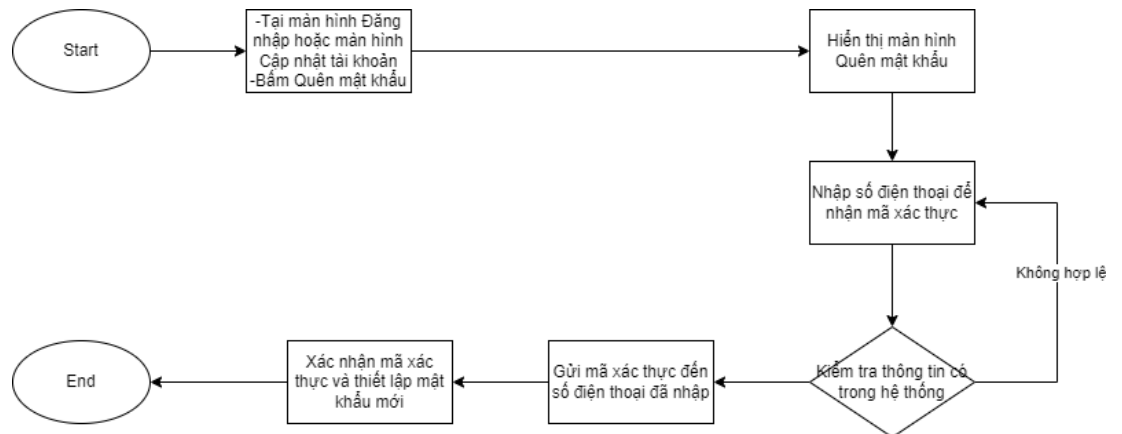 Start
-Tại màn hình Đăng
nhập hoặc màn hình
Cập nhật tài khoản
-Bấm Quên mật khẩu
Hiển thị màn hình
Quên mật khẩu
Nhập số điện thoại để
nhận mã xác thực
Không hợp lệ
Kiểm tra thông tin có
trong hệ thống
Gửi mã xác thực đến
số điện thoại đã nhập
Xác nhận mã xác
thực và thiết lập mật
khẩu mới
End